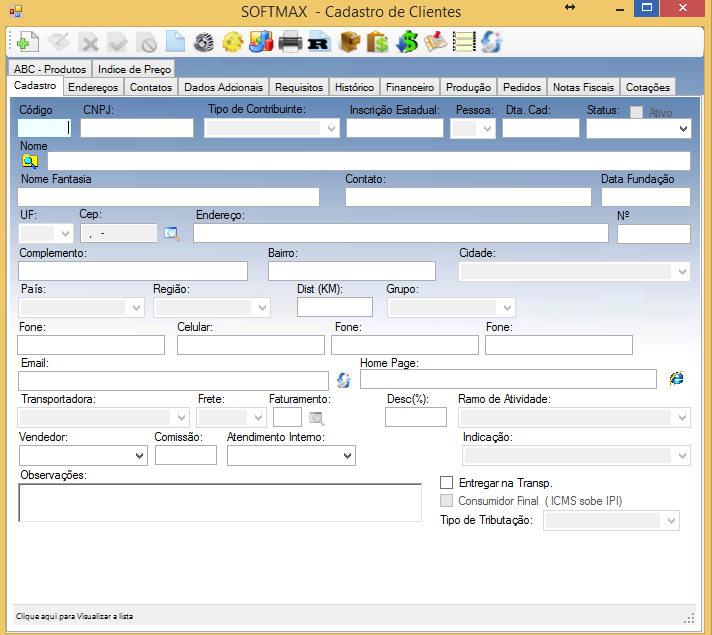 SOFTMAX - Cadastro de Clientes
ABC - Produtos Indice de Preço
Cadastro Endereços Contatos Dados Adcionais Requisitos Histórico Financeiro Produção Pedidos Notas Fiscais Cotações
Código CNPJ: Tipo de Contribuinte: Inscrição Estadual: Pessoa: Dta. Cad: Status: Ativo
Nome
Nome Fantasia Contato: Data Fundação
UF: Cep: Endereço: Nº
. -
Complemento: Bairro: Cidade:
País: Região: Dist (KM): Grupo:
Fone: Celular: Fone: Fone:
Email: Home Page:
Transportadora: Frete: Faturamento: Desc(%): Ramo de Atividade:
Vendedor: Comissão: Atendimento Interno: Indicação:
Observações:
Entregar na Transp.
Consumidor Final ( ICMS sobe IPI)
Tipo de Tributação:
Clique aqui para Visualizar a lista